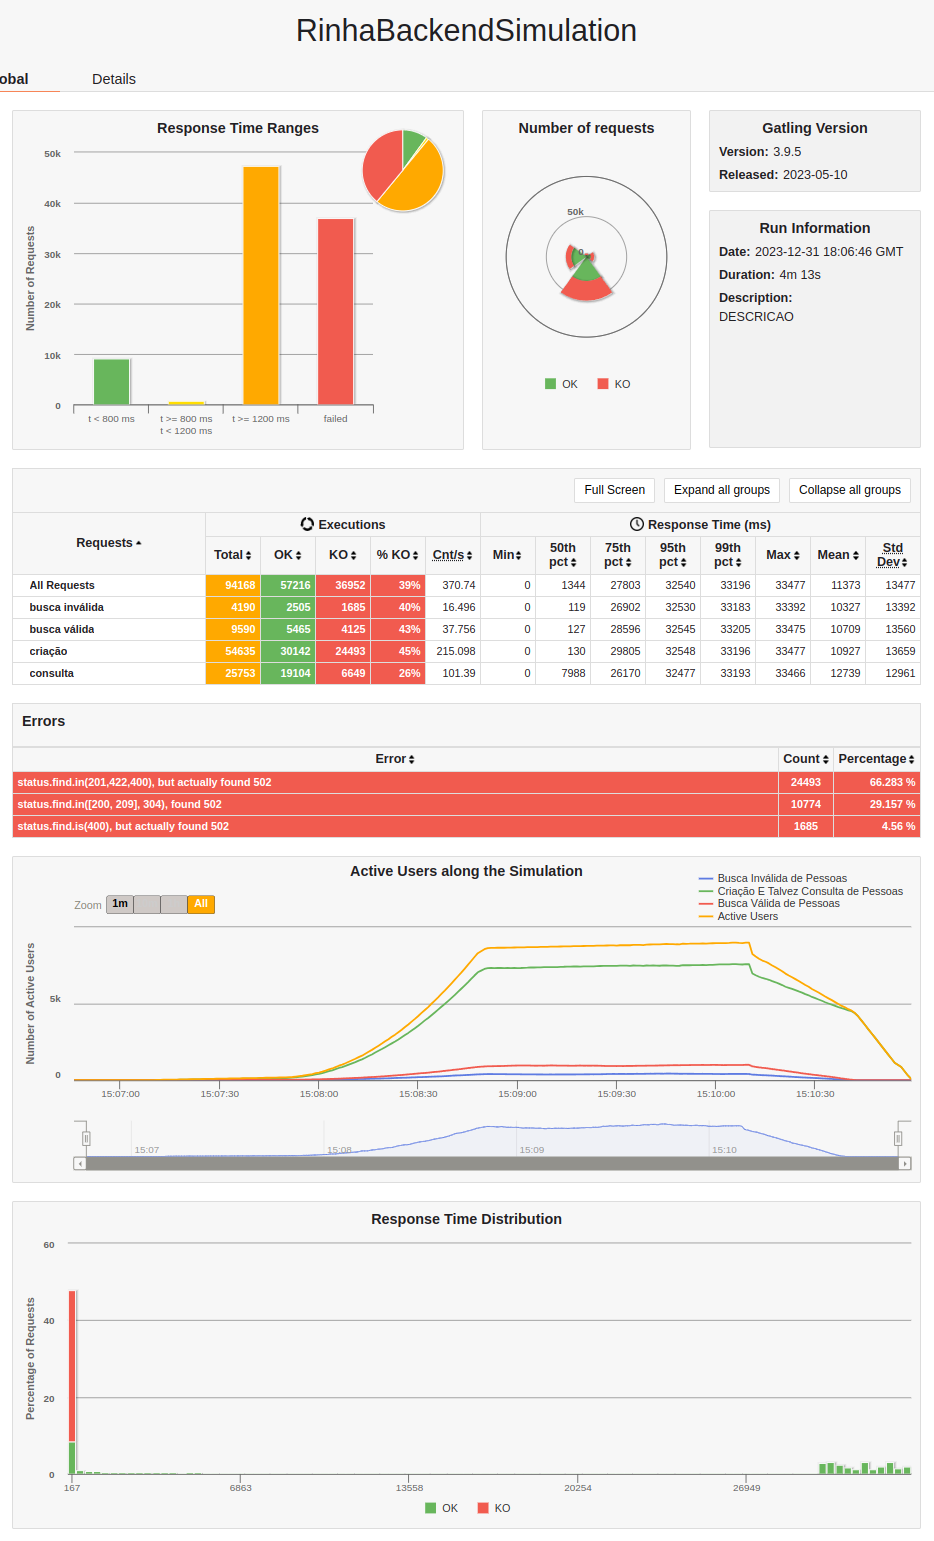 RinhaBackendSimulation
obal Details
Response Time Ranges
50k
40k
30k
20k
10k
0
Number of Requests
t < 800 ms
t >= 800 ms
t < 1200 ms
t >= 1200 ms
failed
Number of requests
50k
0
OK KO
Gatling Version
Version: 3.9.5
Released: 2023-05-10
Run Information
Date: 2023-12-31 18:06:46 GMT
Duration: 4m 13s
Description:
DESCRICAO
Full Screen Expand all groups Collapse all groups
Requests Executions Response Time (ms)
Total OK KO % KO Cnt/s Min 50th pct 75th pct 95th pct 99th pct Max Mean Std Dev
All Requests 94168 57216 36952 39% 370.74 0 1344 27803 32540 33196 33477 11373 13477
busca inválida 4190 2505 1685 40% 16.496 0 119 26902 32530 33183 33392 10327 13392
busca válida 9590 5465 4125 43% 37.756 0 127 28596 32545 33205 33475 10709 13560
criação 54635 30142 24493 45% 215.098 0 130 29805 32548 33196 33477 10927 13659
consulta 25753 19104 6649 26% 101.39 0 7988 26170 32477 33193 33466 12739 12961
Errors
Error Count Percentage
status.find.in(201,422,400), but actually found 502 24493 66.283 %
status.find.in([200, 209], 304), found 502 10774 29.157 %
status.find.is(400), but actually found 502 1685 4.56 %
Active Users along the Simulation
Busca Inválida de Pessoas
Criação E Talvez Consulta de Pessoas
Busca Válida de Pessoas
Active Users
Zoom 1m All
Number of Active Users
5k
0
15:07:00 15:07:30 15:08:00 15:08:30 15:09:00 15:09:30 15:10:00 15:10:30
15:07 15:08 15:09 15:10
Response Time Distribution
60
40
20
0
Percentage of Requests
167 6863 13558 20254 26949
OK KO